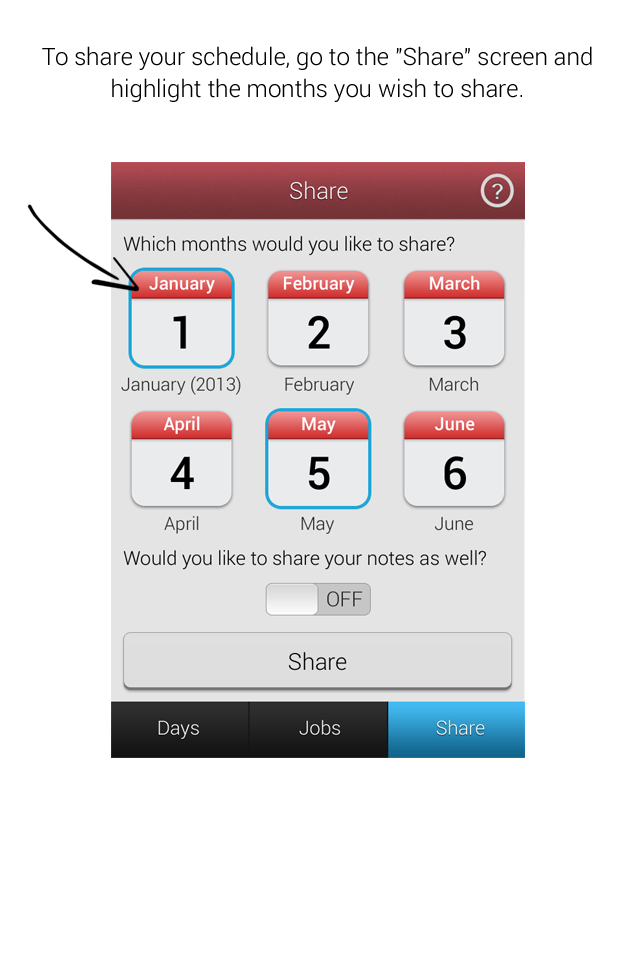 To share your schedule, go to the "Share" screen and
highlight the months you wish to share.
Share ?
Which months would you like to share?
January February March
1 2 3
January (2013) February March
April May June
4 5 6
April May June
Would you like to share your notes as well?
OFF
Share
Days Jobs Share